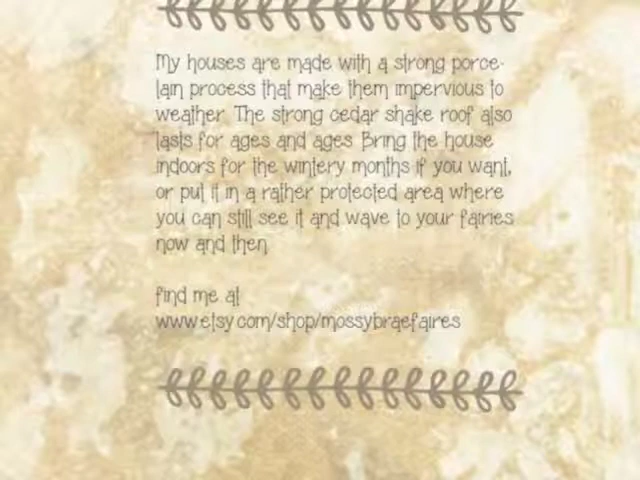 My houses are made with a strong porce-
lain process that make them impervious to
weather. The strong cedar shake roof also
lasts for ages and ages. Bring the house
indoors for the wintery months if you want,
or put it in a rather protected area where
you can still see it and wave to your fairies
now and then.
find me at
www.etsy.com/shop/mossybraefaires